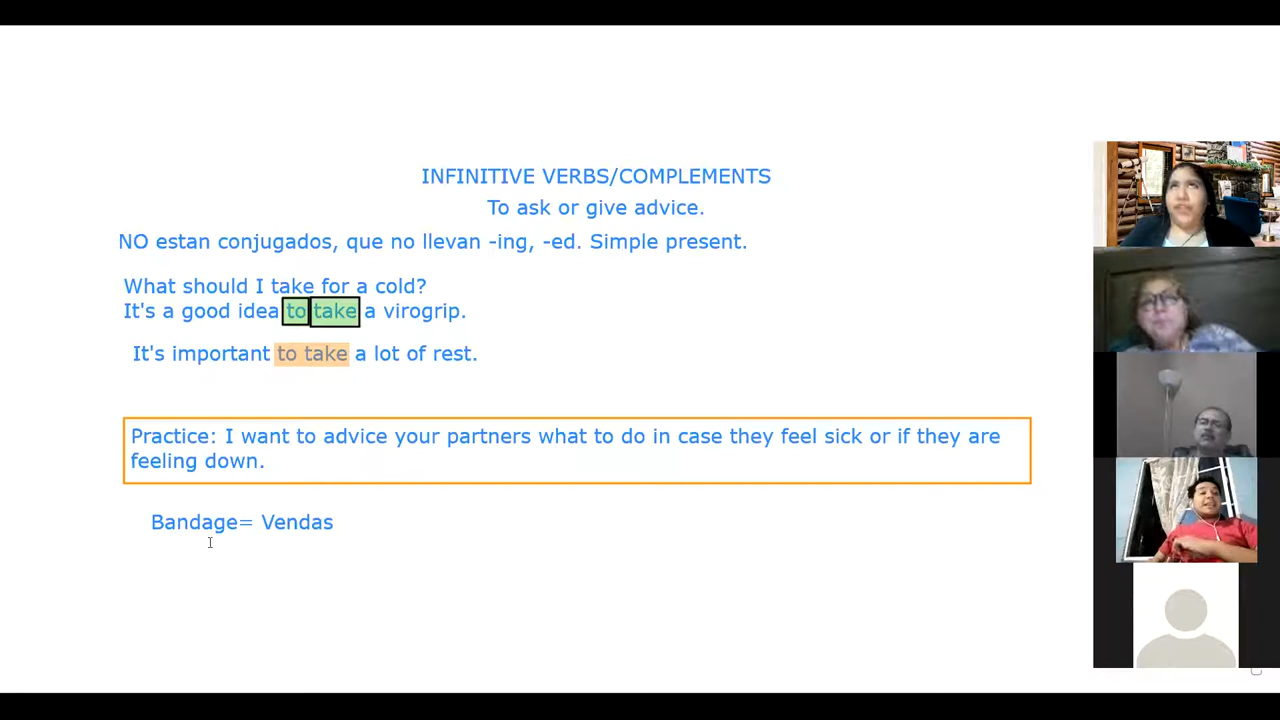 INFINITIVE VERBS/COMPLEMENTS
To ask or give advice.
NO estan conjugados, que no llevan -ing, -ed. Simple present.
What should I take for a cold?
It's a good idea to take a virogrip.
It's important to take a lot of rest.
Practice: I want to advice your partners what to do in case they feel sick or if they are
feeling down.
Bandage= Vendas